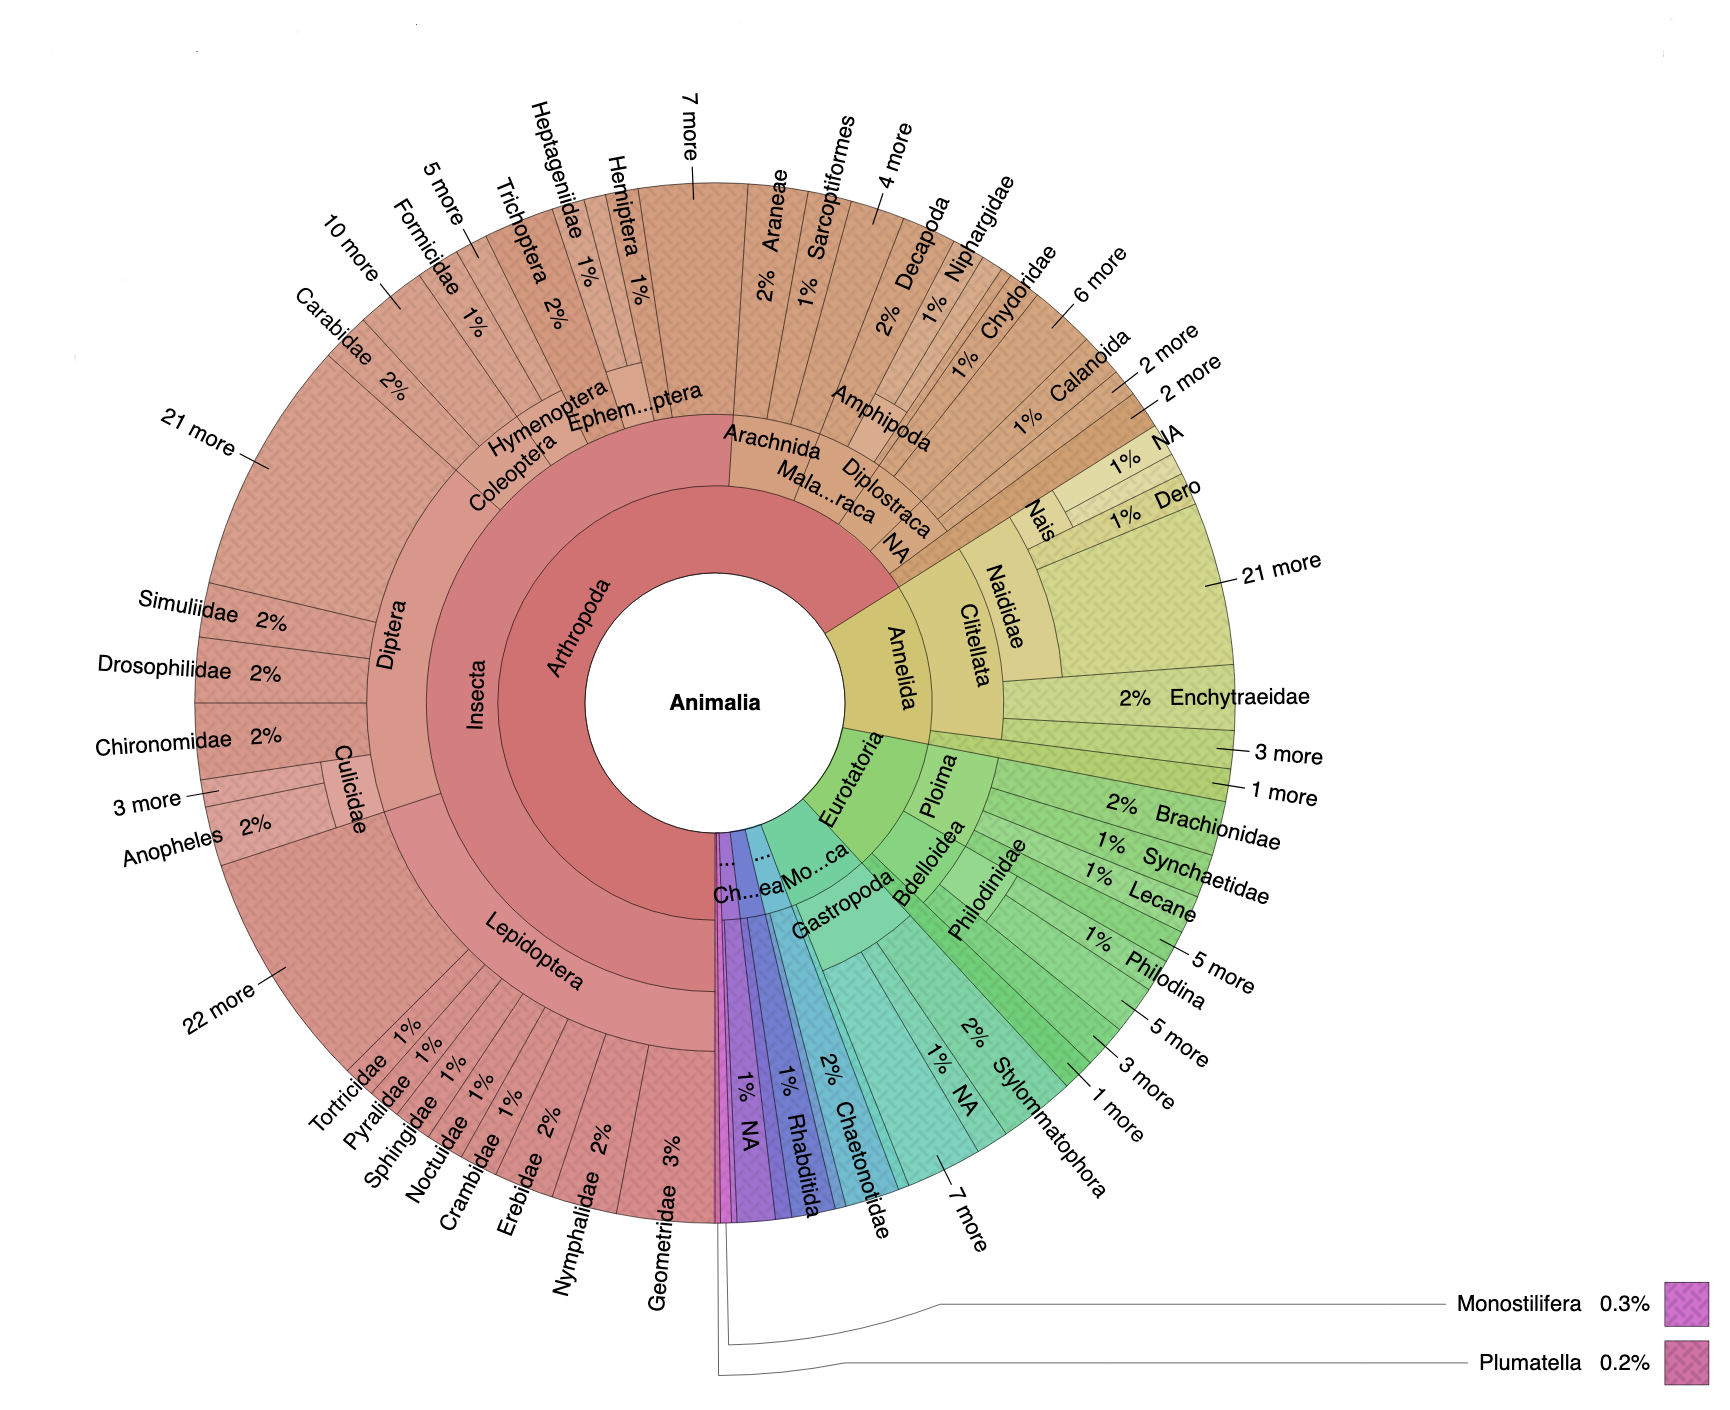 7 more
Araneae 2%
Sarcoptiformes 1%
4 more
Decapoda 2%
Niphargidae 1%
Chydoridae 1%
6 more
Calanoida 1%
2 more
2 more
NA 1%
Dero 1%
21 more
2% Enchytraeidae
3 more
1 more
2% Brachionidae
1% Synchaetidae
1% Lecane
5 more
1% Philodina
5 more
3 more
1 more
2% Stylommatophora
1% NA
7 more
2% Chaetonotidae
1% Rhabditida
1% NA
Geometridae 3%
Nymphalidae 2%
Erebidae 2%
Crambidae 1%
Noctuidae 1%
Sphingidae 1%
Pyralidae 1%
Tortricidae 1%
22 more
Anopheles 2%
3 more
Chironomidae 2%
Drosophilidae 2%
Simuliidae 2%
21 more
Carabidae 2%
10 more
Formicidae 1%
5 more
Trichoptera 2%
Heptageniidae 1%
Hemiptera 1%
Hymenoptera
Coleoptera
Ephem...ptera
Arachnida
Mala...raca
Amphipoda
Diplostraca
NA
Nais
Naididae
Clitellata
Annelida
Arthropoda
Insecta
Diptera
Culicidae
Lepidoptera
Animalia
Eurotatoria
Ploima
Bdelloidea
Philodinidae
Mo...ca
Gastropoda
...
Ch...ea
...
Monostilifera 0.3%
Plumatella 0.2%